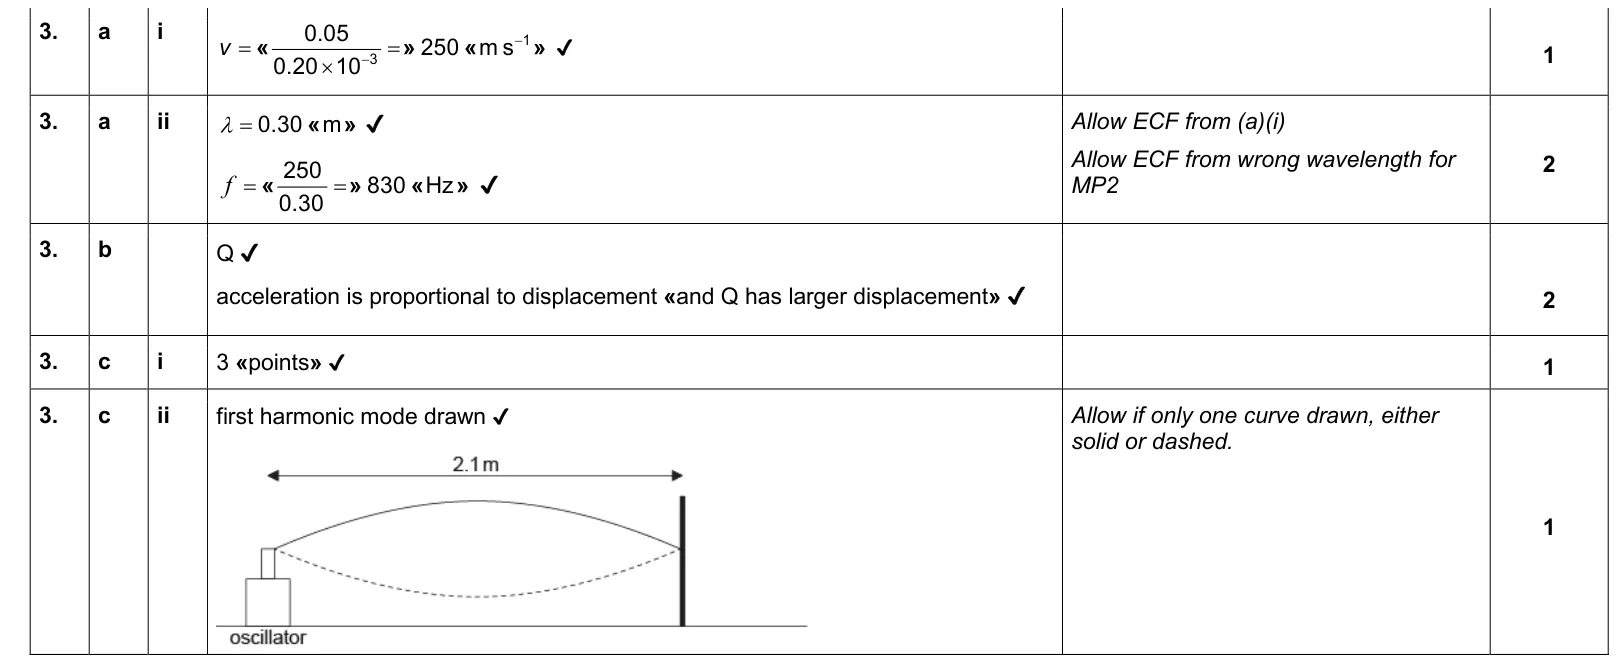 3. a i v = « 0.05 / 0.20 × 10⁻³ = » 250 « m s⁻¹ » ✔ 1
3. a ii λ = 0.30 « m » ✔ Allow ECF from (a)(i)
f = « 250 / 0.30 = » 830 « Hz » ✔ Allow ECF from wrong wavelength for
MP2
2
3. b Q ✔
acceleration is proportional to displacement «and Q has larger displacement» ✔ 2
3. c i 3 «points» ✔ 1
3. c ii first harmonic mode drawn ✔ Allow if only one curve drawn, either
solid or dashed.
2.1 m
1
oscillator